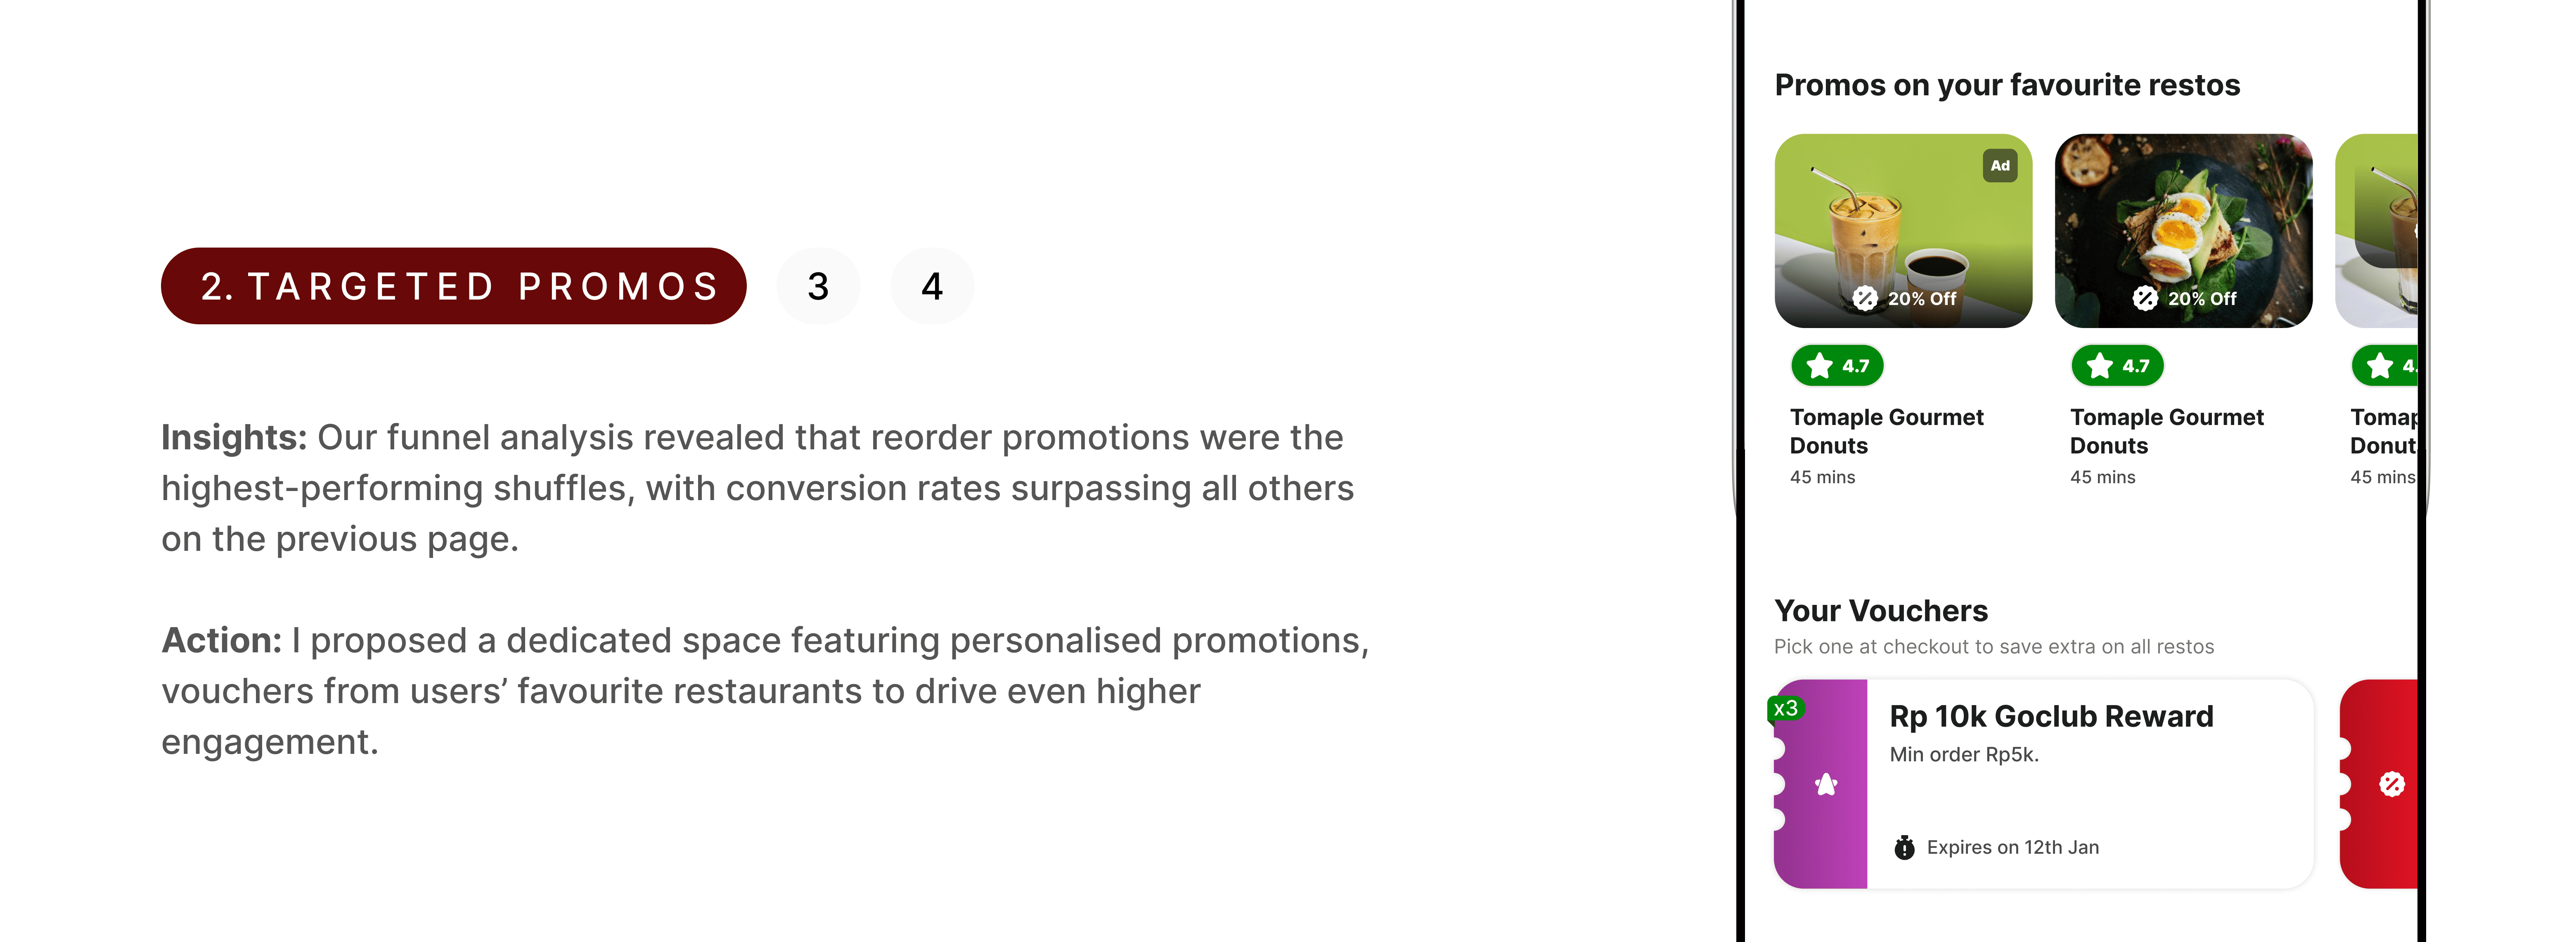 2. TARGETED PROMOS
3
4
Insights: Our funnel analysis revealed that reorder promotions were the
highest-performing shuffles, with conversion rates surpassing all others
on the previous page.
Action: I proposed a dedicated space featuring personalised promotions,
vouchers from users’ favourite restaurants to drive even higher
engagement.
Promos on your favourite restos
Ad
20% Off
20% Off
4.7
4.7
4.
Tomaple Gourmet
Donuts
45 mins
Tomaple Gourmet
Donuts
45 mins
Tomap
Donut
45 mins
Your Vouchers
Pick one at checkout to save extra on all restos
x3
Rp 10k Goclub Reward
Min order Rp5k.
Expires on 12th Jan